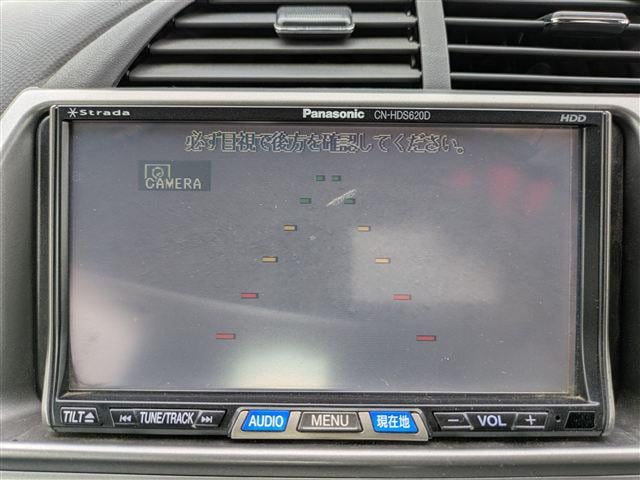 Strada Panasonic CN-HDS620D HDD
必ず目視で後方を確認してください。
CAMERA
TILT TUNE/TRACK AUDIO MENU 現在地 - VOL +